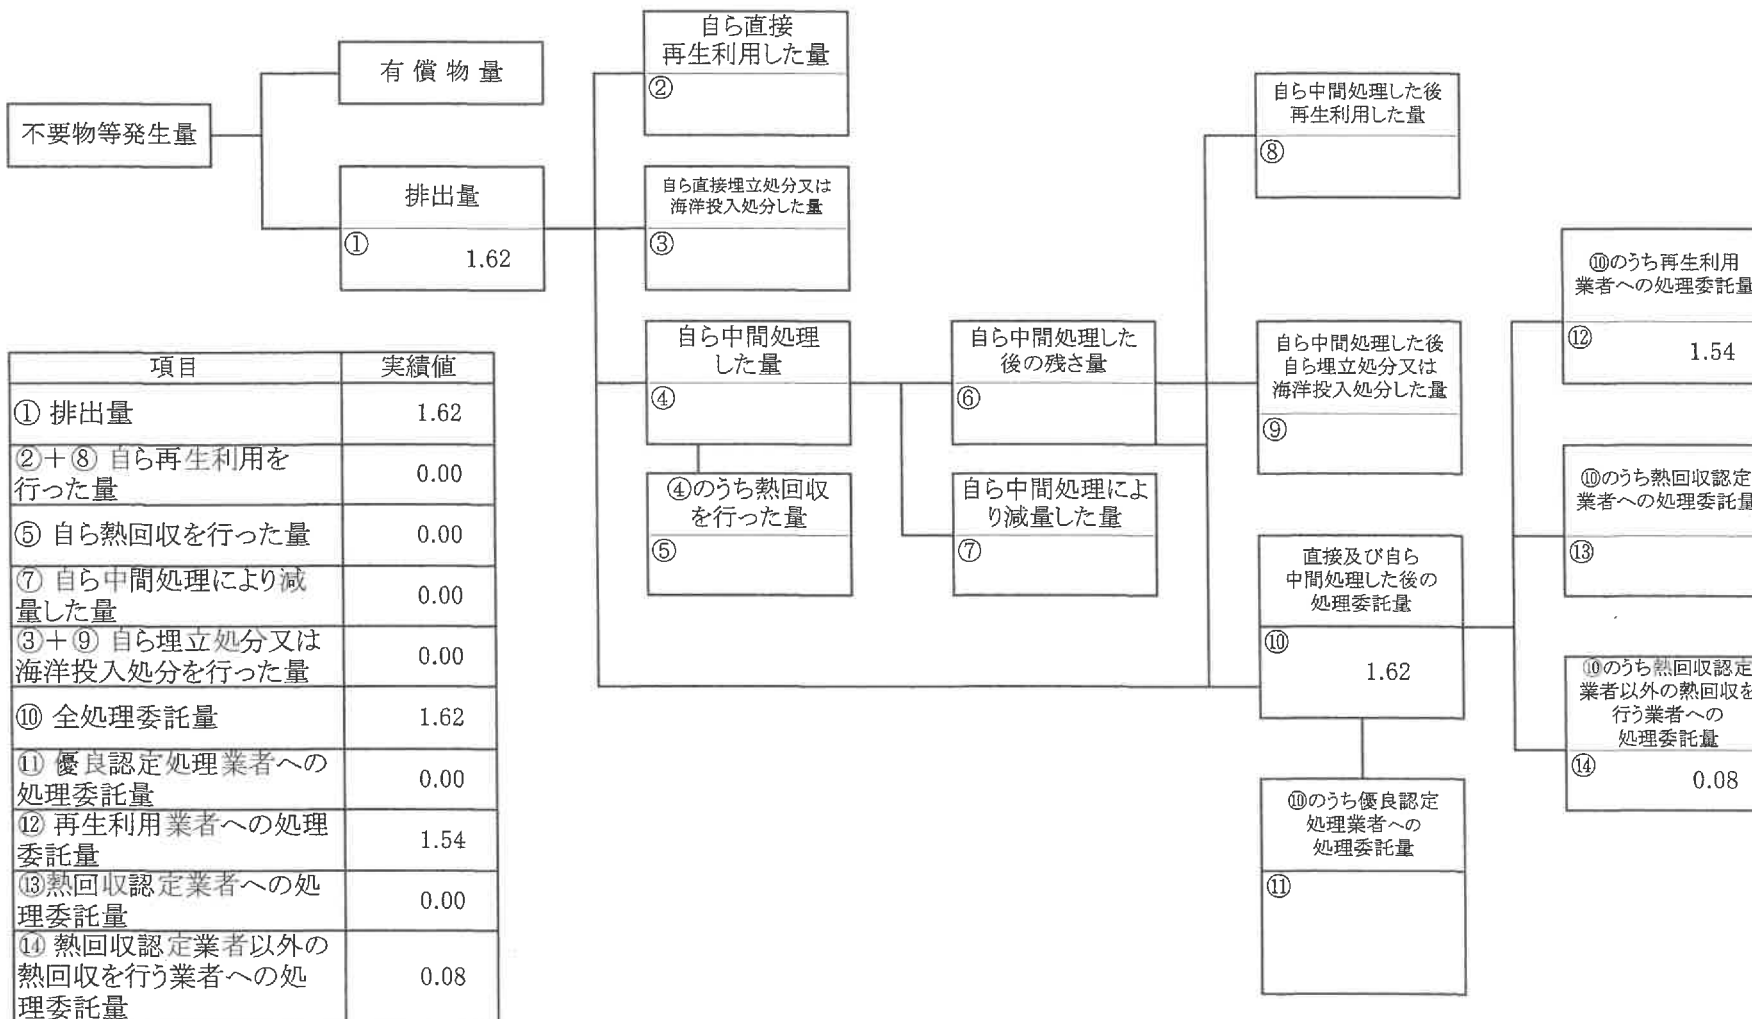 不要物等発生量
有償物量
排出量
①
1.62
自ら直接
再生利用した量
②
自ら直接埋立処分又は
海洋投入処分した量
③
自ら中間処理
した量
④
④のうち熱回収
を行った量
⑤
自ら中間処理した
後の残さ量
⑥
自ら中間処理によ
り減量した量
⑦
自ら中間処理した後
再生利用した量
⑧
自ら中間処理した後
自ら埋立処分又は
海洋投入処分した量
⑨
直接及び自ら
中間処理した後の
処理委託量
⑩
1.62
⑩のうち優良認定
処理業者への
処理委託量
⑪
⑩のうち再生利用
業者への処理委託量
⑫
1.54
⑩のうち熱回収認定
業者への処理委託量
⑬
⑩のうち熱回収認定
業者以外の熱回収を
行う業者への
処理委託量
⑭
0.08
項目 実績値
① 排出量 1.62
②+⑧ 自ら再生利用を
行った量 0.00
⑤ 自ら熱回収を行った量 0.00
⑦ 自ら中間処理により減
量した量 0.00
③+⑨ 自ら埋立処分又は
海洋投入処分を行った量 0.00
⑩ 全処理委託量 1.62
⑪ 優良認定処理業者への
処理委託量 0.00
⑫ 再生利用業者への処理
委託量 1.54
⑬熱回収認定業者への処
理委託量 0.00
⑭ 熱回収認定業者以外の
熱回収を行う業者への処
理委託量 0.08